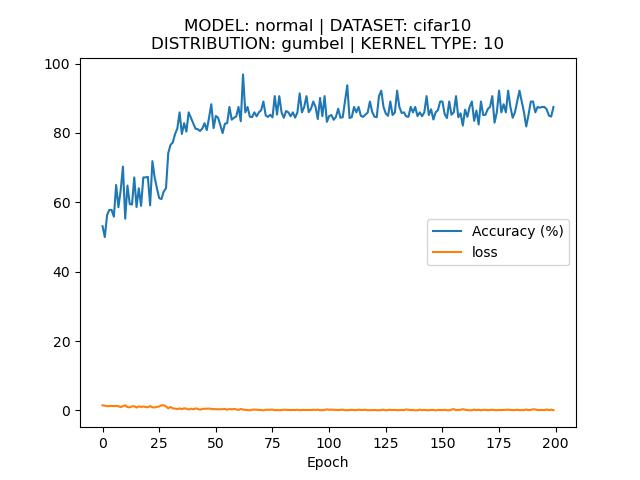 MODEL: normal | DATASET: cifar10
DISTRIBUTION: gumbel | KERNEL TYPE: 10
100
80
60
40
20
0
Accuracy (%)
loss
0 25 50 75 100 125 150 175 200
Epoch